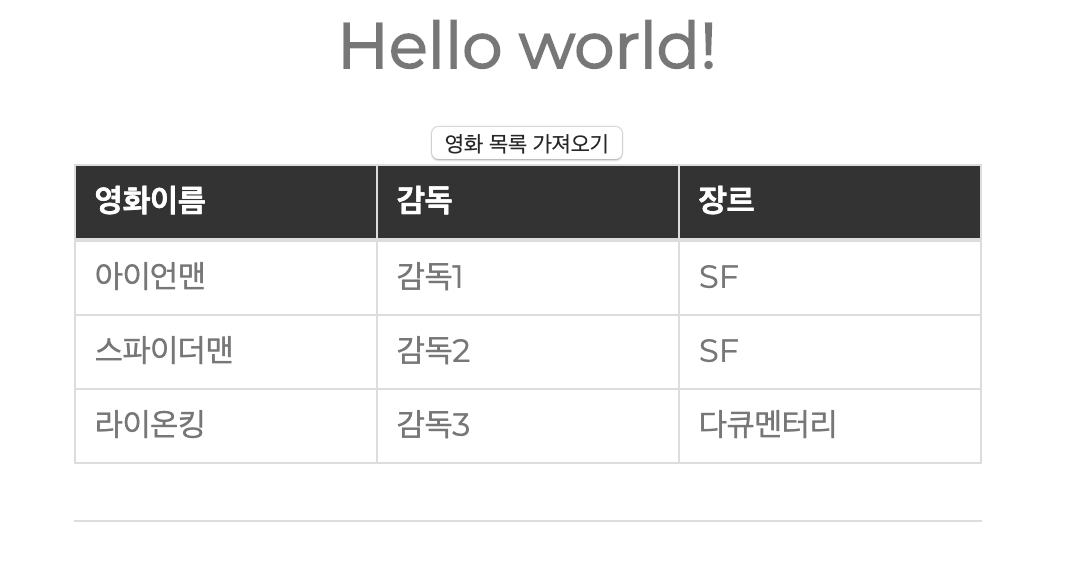 Hello world!
영화 목록 가져오기
영화이름 감독 장르
아이언맨 감독1 SF
스파이더맨 감독2 SF
라이온킹 감독3 다큐멘터리